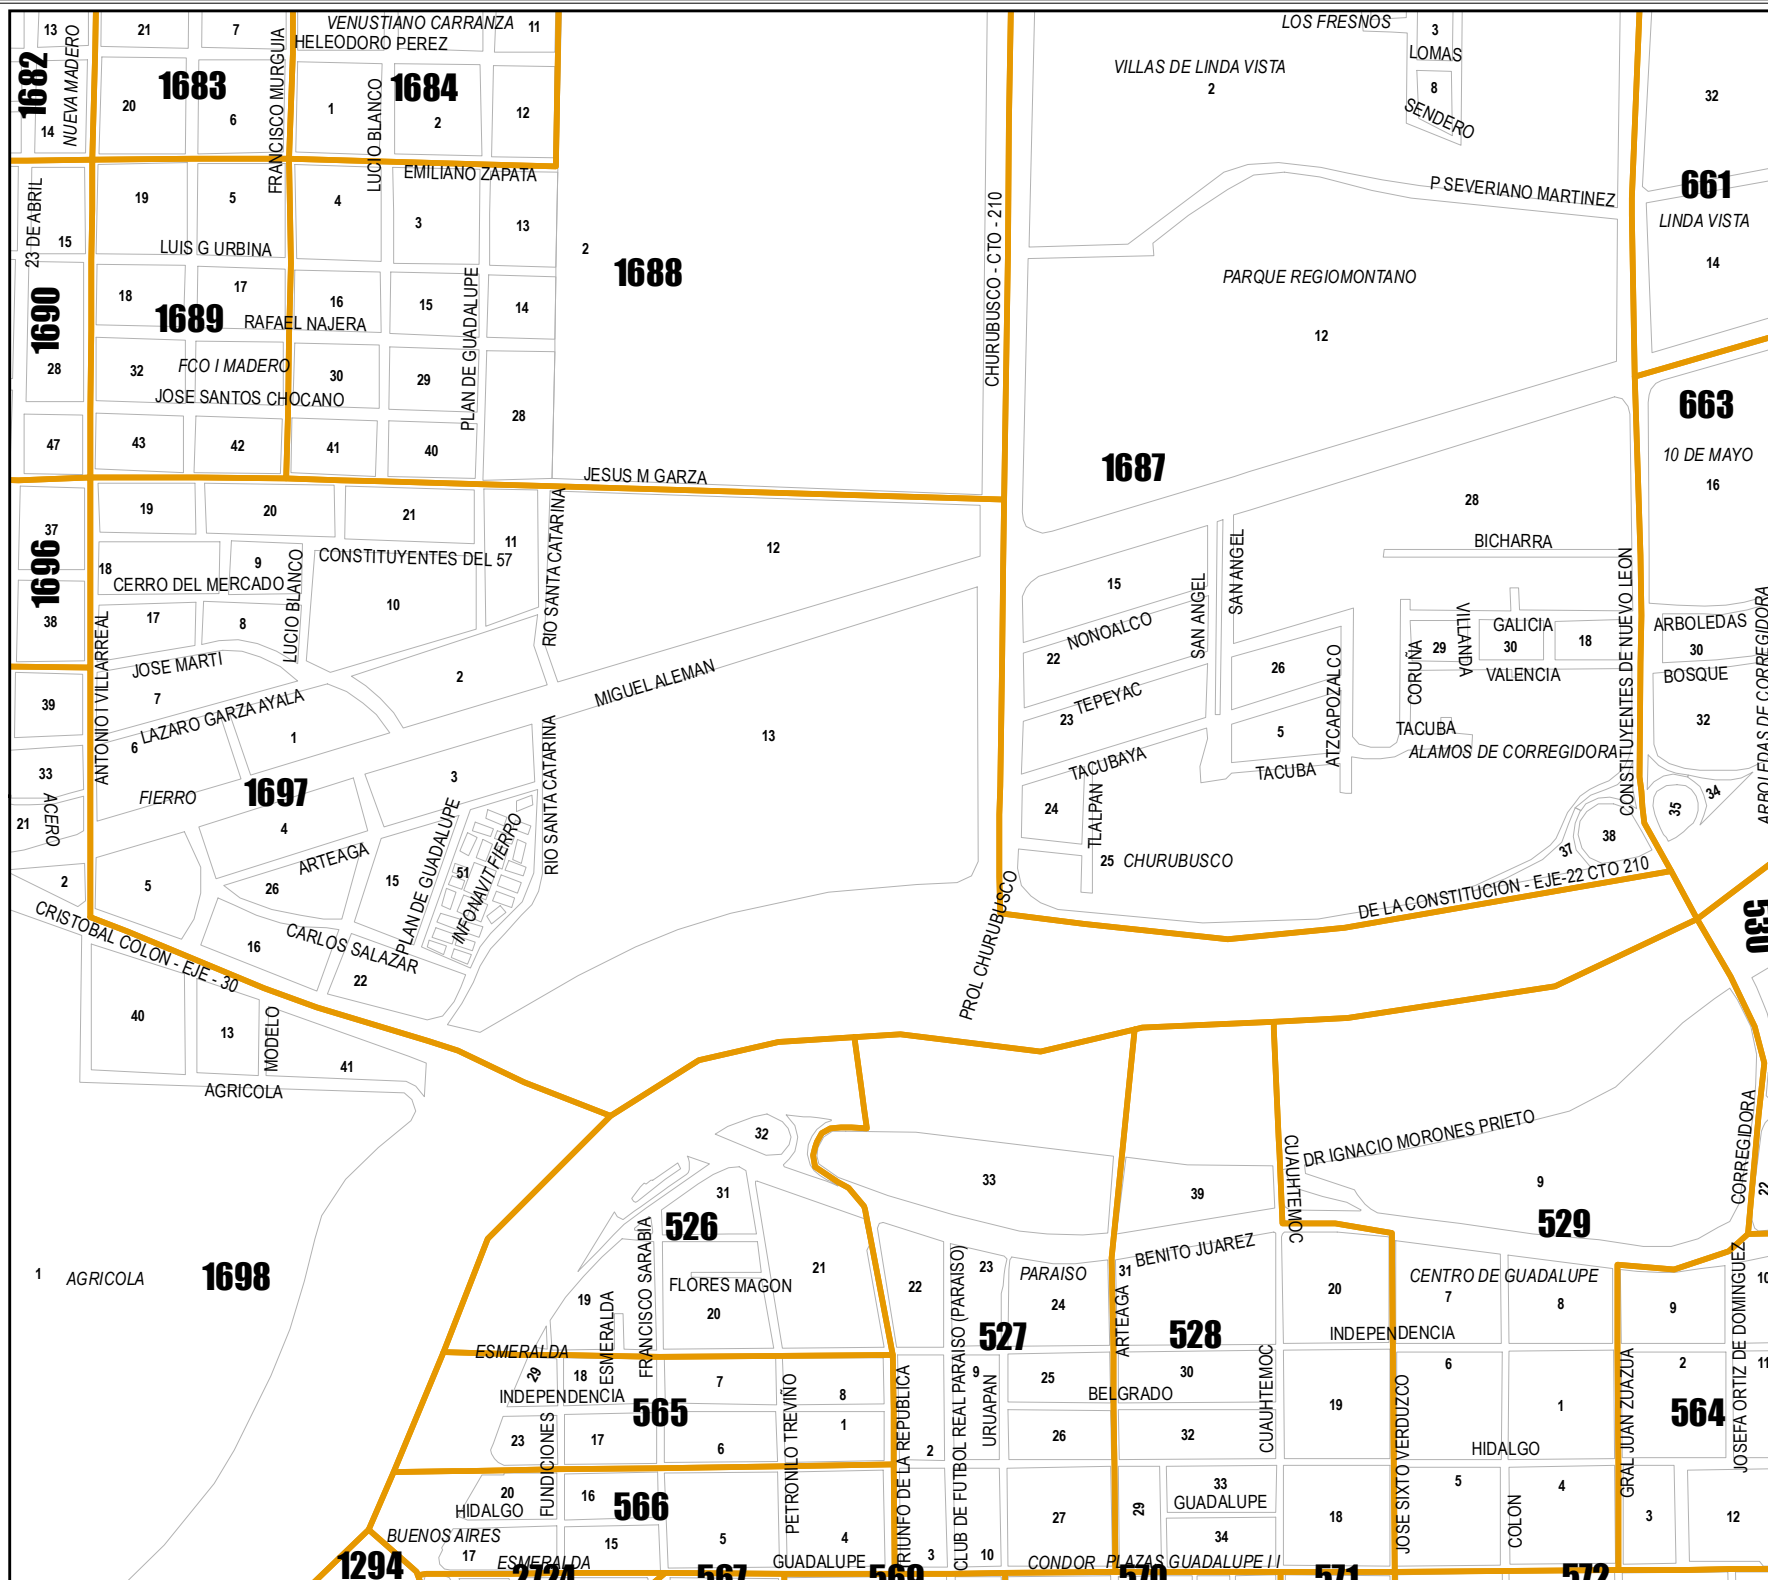 13
21
7
VENUSTIANO CARRANZA
11
HELEODORO PEREZ
LOS FRESNOS
3
LOMAS
1682
NUEVA MADERO
1683
FRANCISCO MURGUIA
1684
LUCIO BLANCO
VILLAS DE LINDA VISTA
2
8
SENDERO
32
14
20
6
1
2
12
EMILIANO ZAPATA
P SEVERIANO MARTINEZ
661
LINDA VISTA
14
23 DE ABRIL
15
19
5
4
3
13
LUIS G URBINA
2
1688
CHURUBUSCO - CTO - 210
PARQUE REGIOMONTANO
12
1690
18
17
16
15
14
1689
RAFAEL NAJERA
PLAN DE GUADALUPE
28
32
FCO I MADERO
30
29
28
JOSE SANTOS CHOCANO
663
10 DE MAYO
16
47
43
42
41
40
JESUS M GARZA
1687
28
37
19
20
21
11
RIO SANTA CATARINA
12
BICHARRA
1696
18
9
CONSTITUYENTES DEL 57
CERRO DEL MERCADO
LUCIO BLANCO
10
15
SAN ANGEL
SAN ANGEL
CONSTITUYENTES DE NUEVO LEON
38
17
8
NONOALCO
VILLANDA
GALICIA
ARBOLEDAS
ARBOLEDAS DE CORREGIDORA
ANTONIO I VILLARREAL
JOSE MARTI
22
26
CORUÑA
29
30
18
30
VALENCIA
BOSQUE
39
7
2
MIGUEL ALEMAN
TEPEYAC
23
ATZCAPOZALCO
LAZARO GARZA AYALA
6
1
13
5
TACUBA
32
ALAMOS DE CORREGIDORA
33
ACERO
FIERRO
1697
3
RIO SANTA CATARINA
TACUBAYA
TACUBA
21
4
PLAN DE GUADALUPE
INFONAVIT FIERRO
24
TLALPAN
35
34
38
37
ARTEAGA
25
CHURUBUSCO
2
5
26
15
51
DE LA CONSTITUCION - EJE-22 CTO 210
CRISTOBAL COLON - EJE - 30
16
CARLOS SALAZAR
22
PROL CHURUBUSCO
530
40
13
MODELO
41
AGRICOLA
32
CUAUHTEMOC
DR IGNACIO MORONES PRIETO
CORREGIDORA
33
39
9
22
31
526
529
1
AGRICOLA
1698
FRANCISCO SARABIA
21
22
CLUB DE FUTBOL REAL PARAISO (PARAISO)
23
PARAISO
31
BENITO JUAREZ
FLORES MAGON
20
19
ESMERALDA
24
ARTEAGA
20
CENTRO DE GUADALUPE
7
8
9
10
JOSEFA ORTIZ DE DOMINGUEZ
527
528
INDEPENDENCIA
ESMERALDA
29
18
7
8
9
25
30
CUAUHTEMOC
6
2
11
INDEPENDENCIA
565
PETRONILO TREVIÑO
1
TRIUNFO DE LA REPUBLICA
URUAPAN
BELGRADO
19
JOSE SIXTO VERDUZCO
1
GRAL JUAN ZUAZUA
564
23
FUNDICIONES
17
6
2
26
32
HIDALGO
20
HIDALGO
16
566
27
29
33
GUADALUPE
18
5
COLON
4
3
12
BUENOS AIRES
17
15
5
4
3
10
34
ESMERALDA
GUADALUPE
CONDOR
PLAZAS GUADALUPE I I
1294
2724
567
569
570
571
572